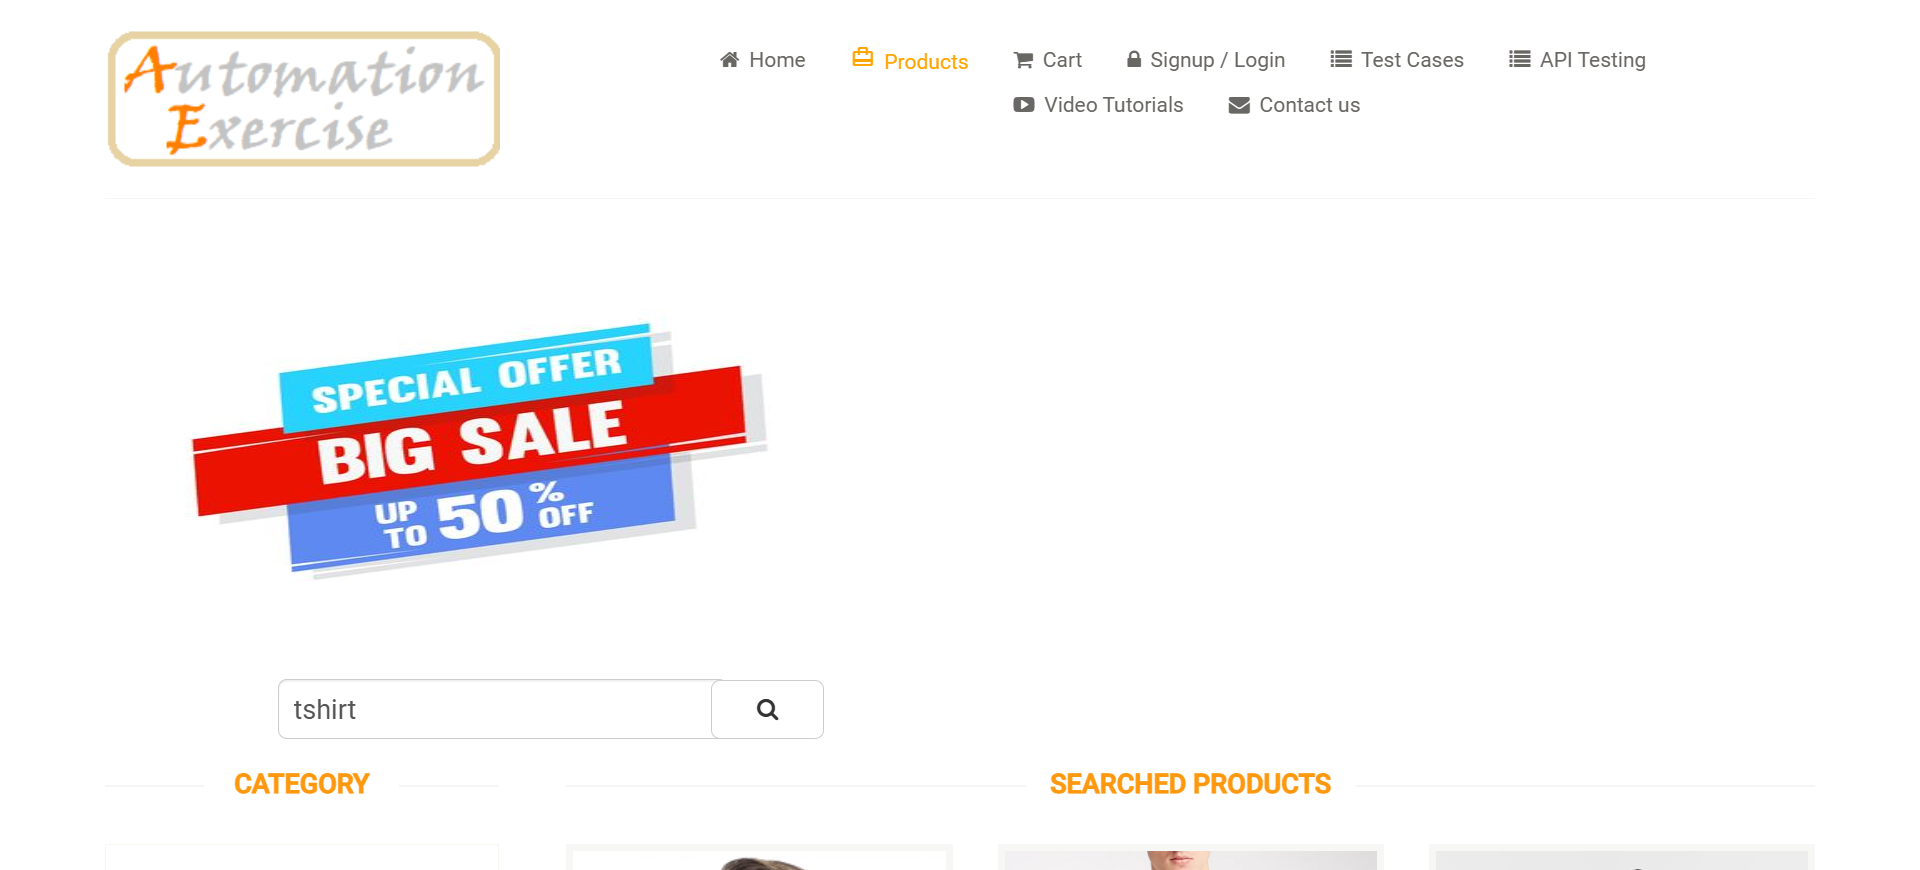 Automation
Exercise
Home
Products
Cart
Signup / Login
Test Cases
API Testing
Video Tutorials
Contact us
SPECIAL OFFER
BIG SALE
UP TO 50% OFF
tshirt
CATEGORY
SEARCHED PRODUCTS